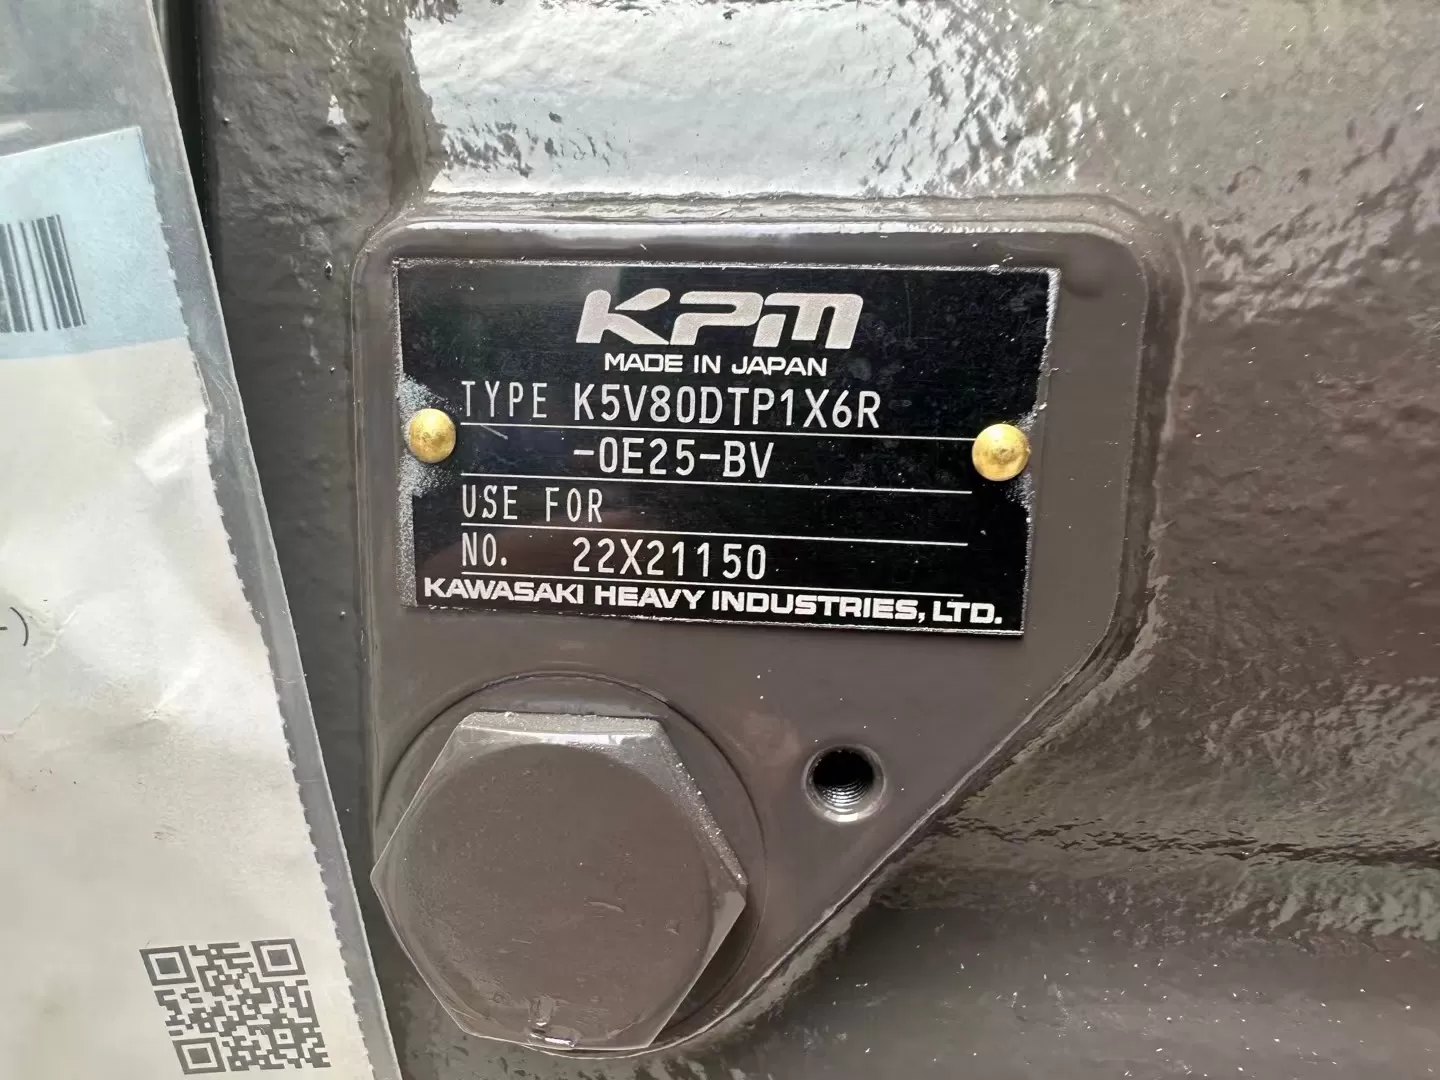 KPM
MADE IN JAPAN
TYPE K5V80DTP1X6R
-0E25-BV
USE FOR
NO. 22X21150
KAWASAKI HEAVY INDUSTRIES, LTD.